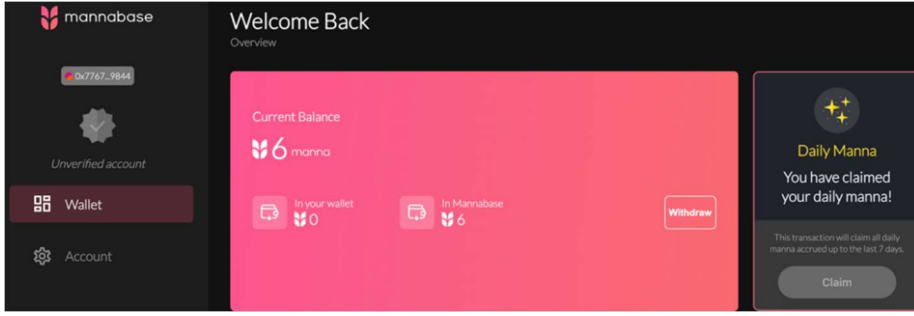 mannabase
0x7767...9844
Unverified account
Wallet
Account
Welcome Back
Overview
Current Balance
6 manna
In your wallet
0
In Mannabase
6
Withdraw
Daily Manna
You have claimed
your daily manna!
This transaction will claim all daily
manna accrued up to the last 7 days.
Claim